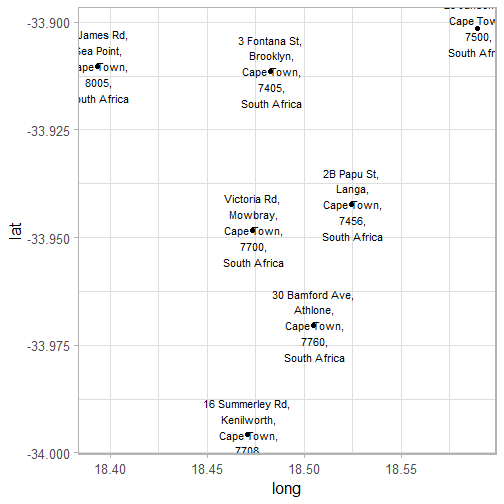 -33.900
-33.925
-33.950
-33.975
-34.000
lat
James Rd,
Sea Point,
Cape Town,
8005,
South Africa
3 Fontana St,
Brooklyn,
Cape Town,
7405,
South Africa
Cape Tow
7500,
South Afr
2B Papu St,
Langa,
Cape Town,
7456,
South Africa
Victoria Rd,
Mowbray,
Cape Town,
7700,
South Africa
30 Bamford Ave,
Athlone,
Cape Town,
7760,
South Africa
16 Summerley Rd,
Kenilworth,
Cape Town,
7708
18.40
18.45
18.50
18.55
long